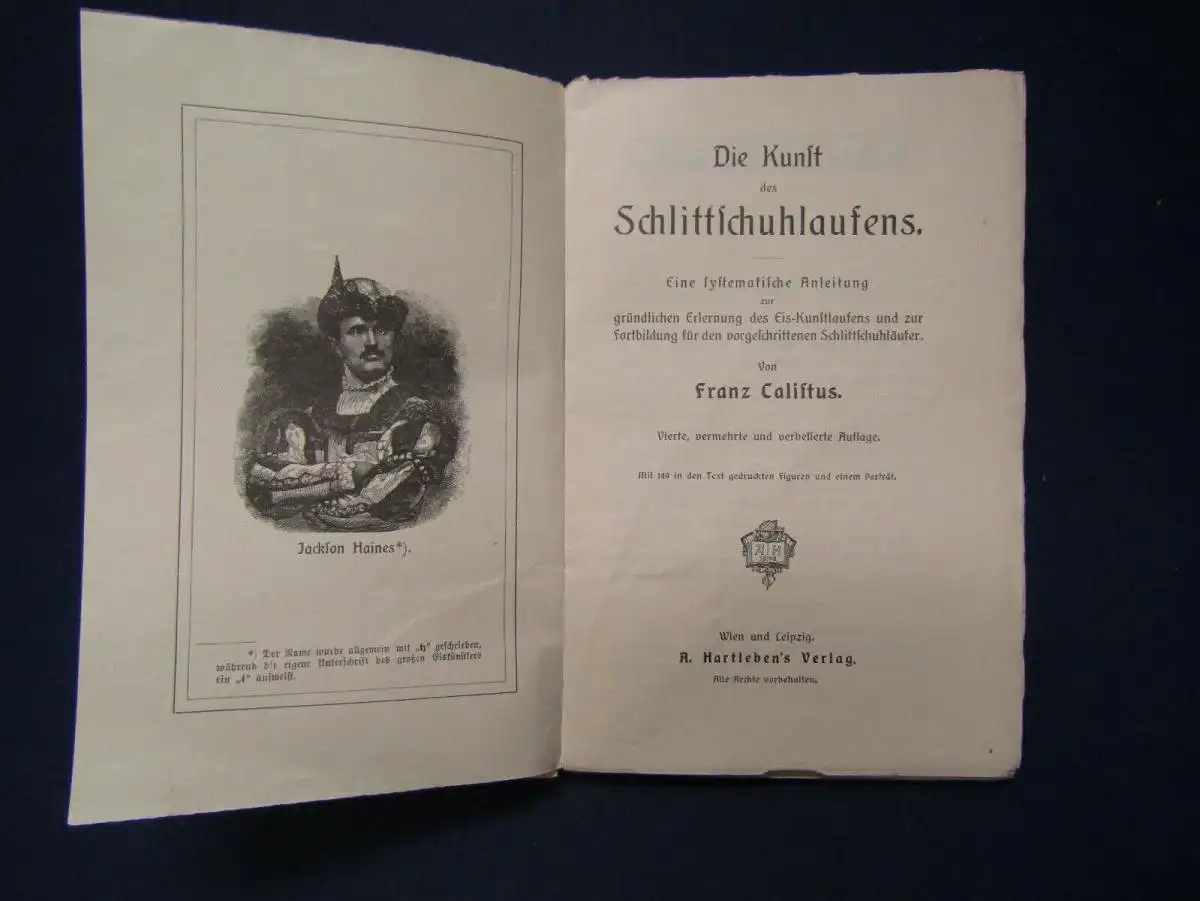 Jackſon Haines*).
*) Der Name wurde allgemein mit „y“ geſchrieben,
während die eigene Unterſchrift des großen Eiskünſtlers
ein „i“ aufweiſt.
Die Kunſt
des
Schlittſchuhlaufens.
Eine ſyſtematiſche Anleitung
zur
gründlichen Erlernung des Eis-Kunſtlaufens und zur
Fortbildung für den vorgeſchrittenen Schlittſchuhläufer.
Von
Franz Caliſtus.
Vierte, vermehrte und verbeſſerte Auflage.
Mit 149 in den Text gedruckten Figuren und einem Porträt.
A H
Wien und Leipzig.
A. Hartleben's Verlag.
Alle Rechte vorbehalten.